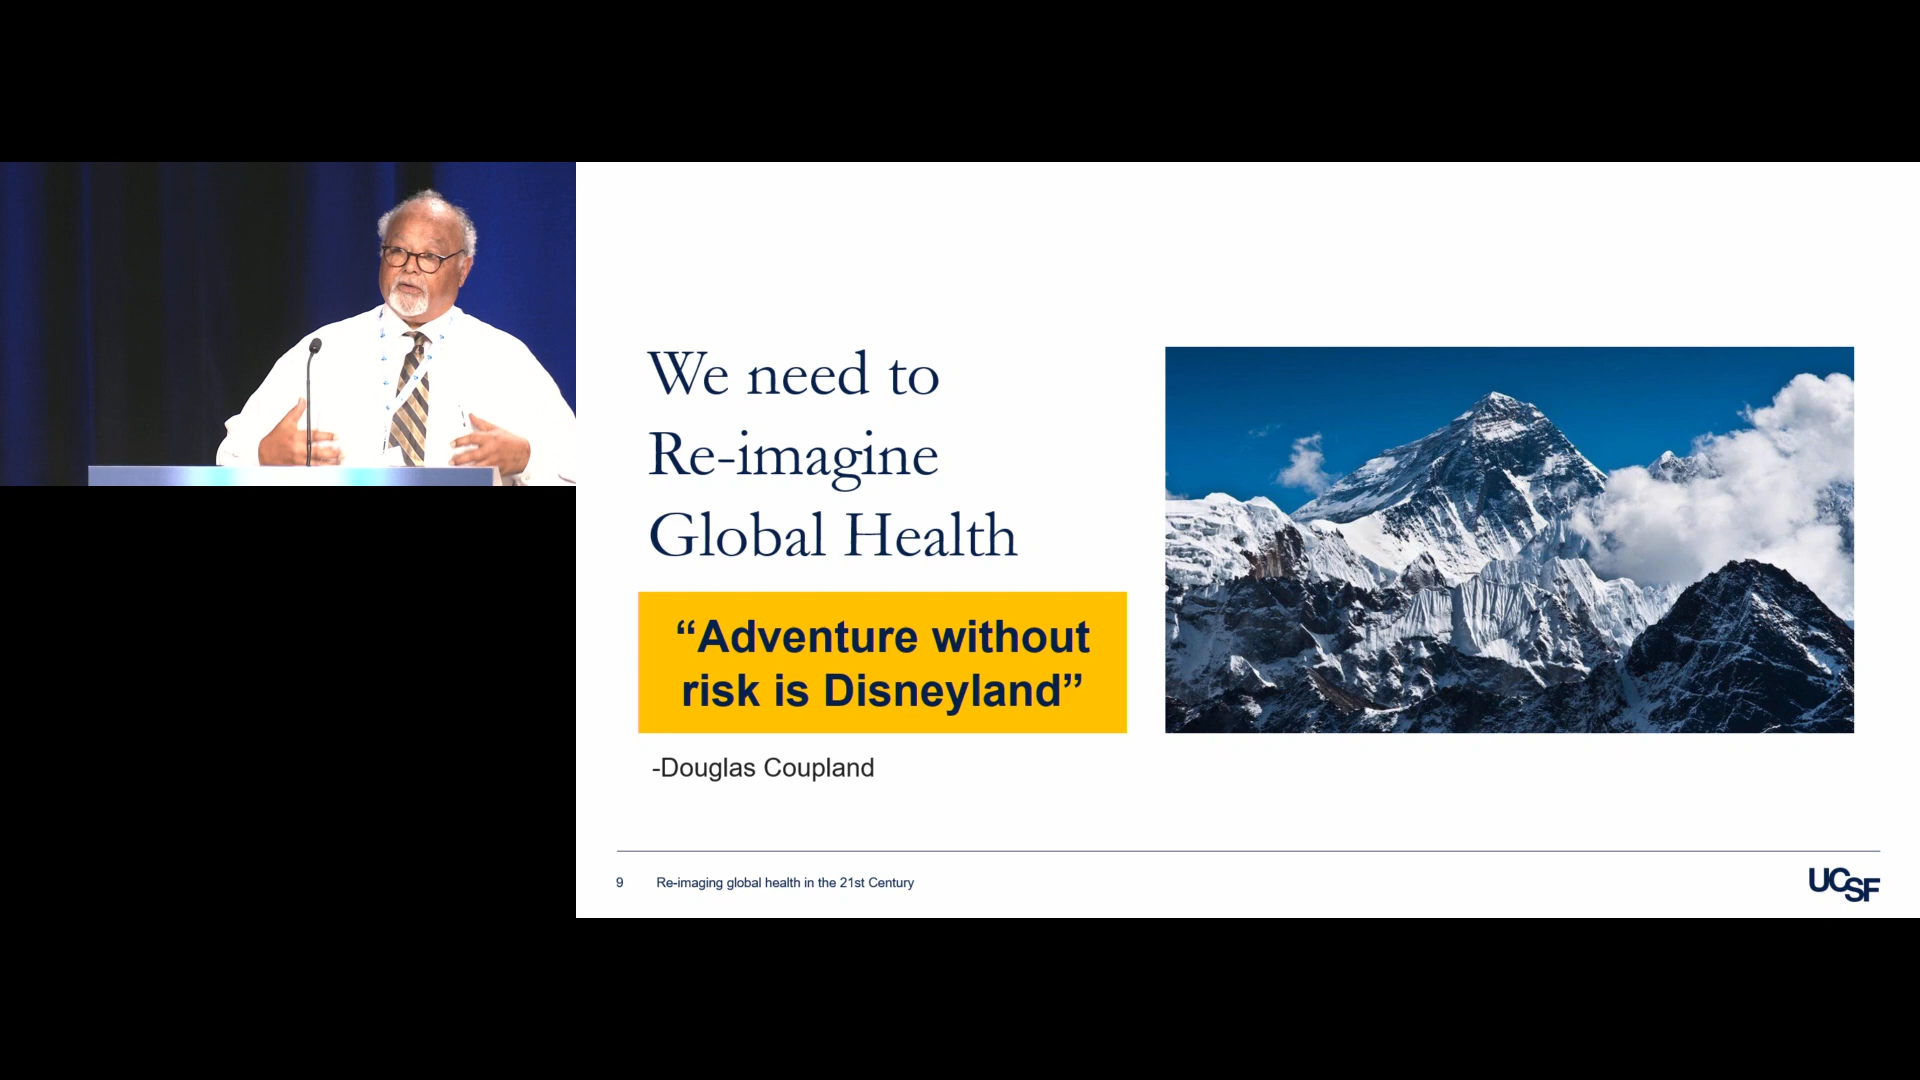 We need to
Re-imagine
Global Health
“Adventure without
risk is Disneyland”
-Douglas Coupland
9 Re-imaging global health in the 21st Century
UCSF